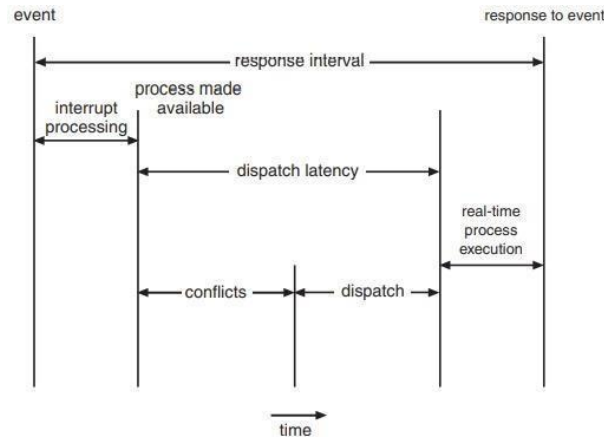 event
response to event
response interval
process made
available
interrupt
processing
dispatch latency
real-time
process
execution
conflicts
dispatch
time